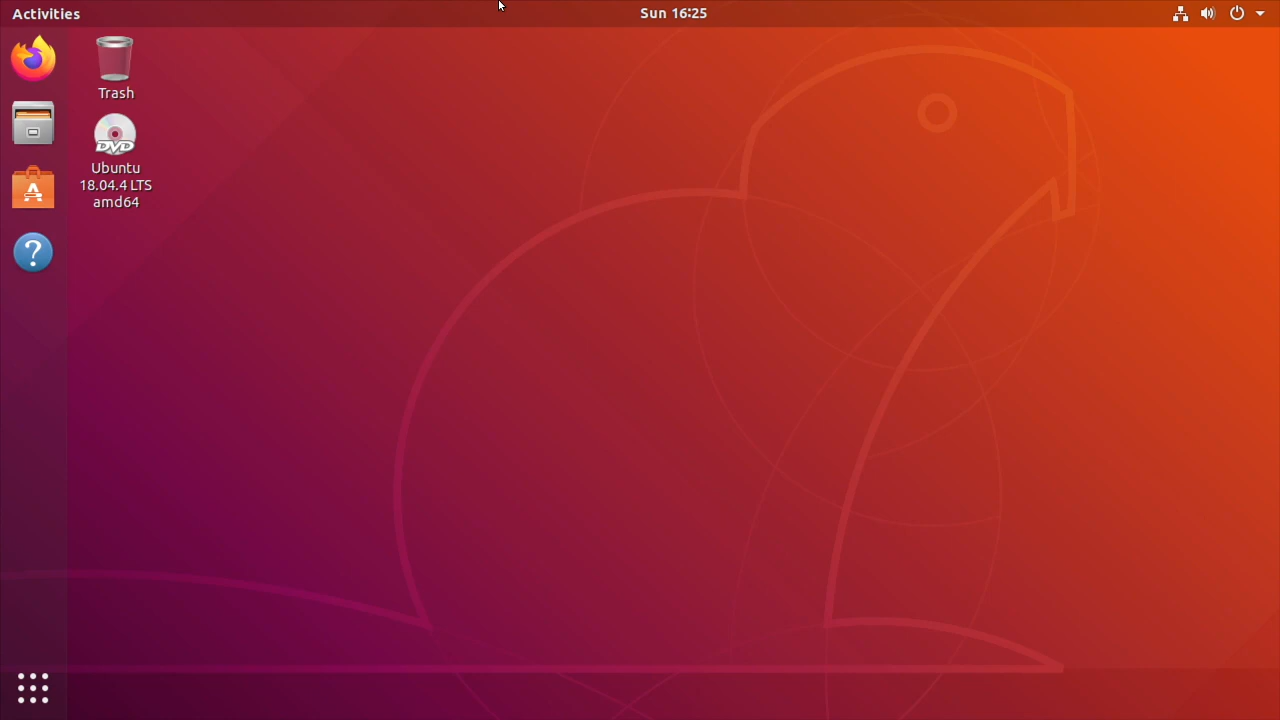 Activities
Sun 16:25
Trash
DVD
Ubuntu
18.04.4 LTS
amd64
?